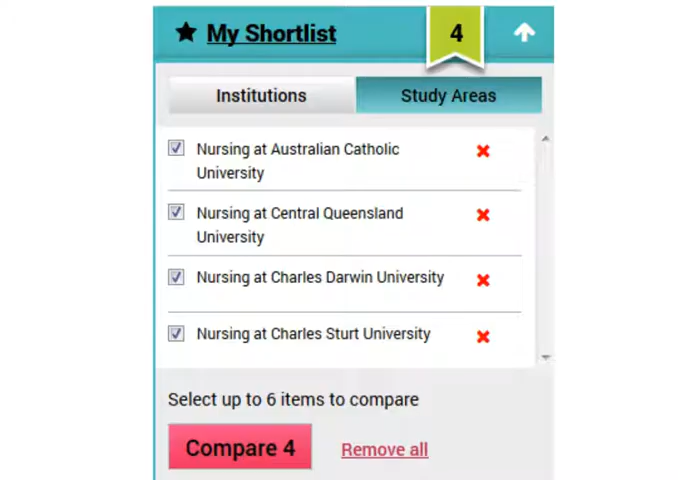 My Shortlist 4
Institutions Study Areas
Nursing at Australian Catholic
University
Nursing at Central Queensland
University
Nursing at Charles Darwin University
Nursing at Charles Sturt University
Select up to 6 items to compare
Compare 4 Remove all